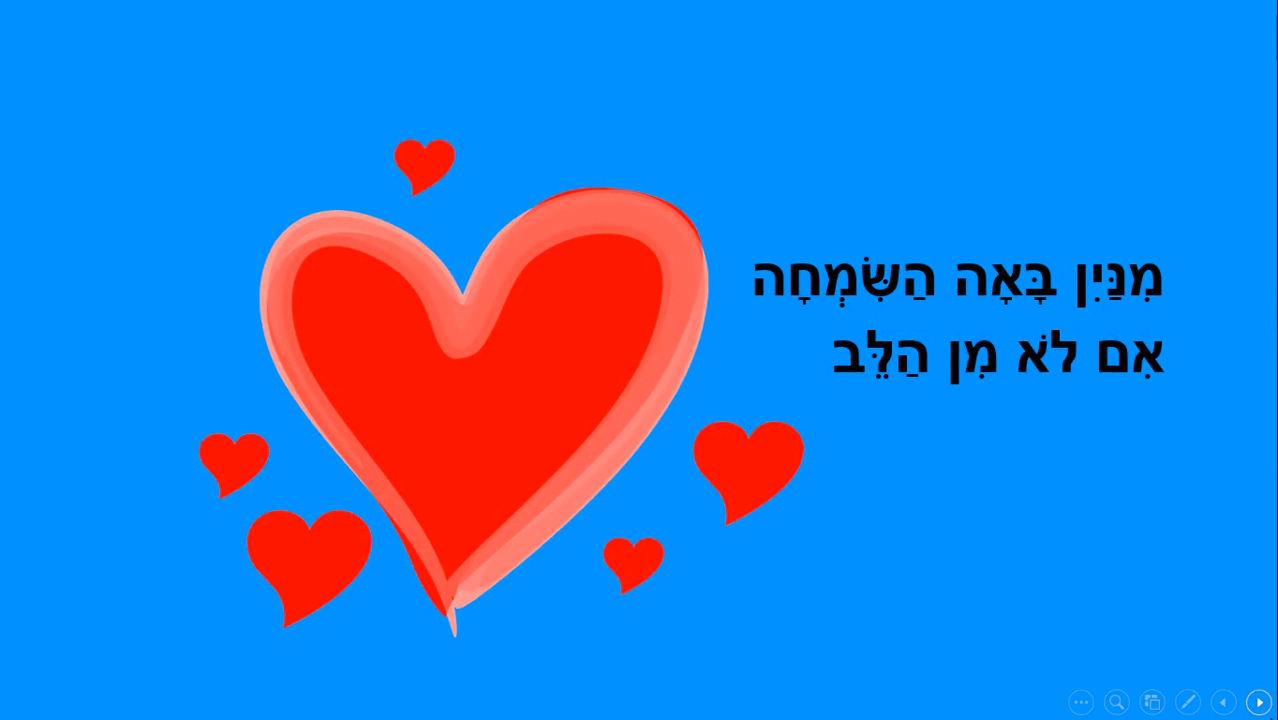 מִנַּיִן בָּאָה הַשִּׂמְחָה
אִם לֹא מִן הַלֵּב